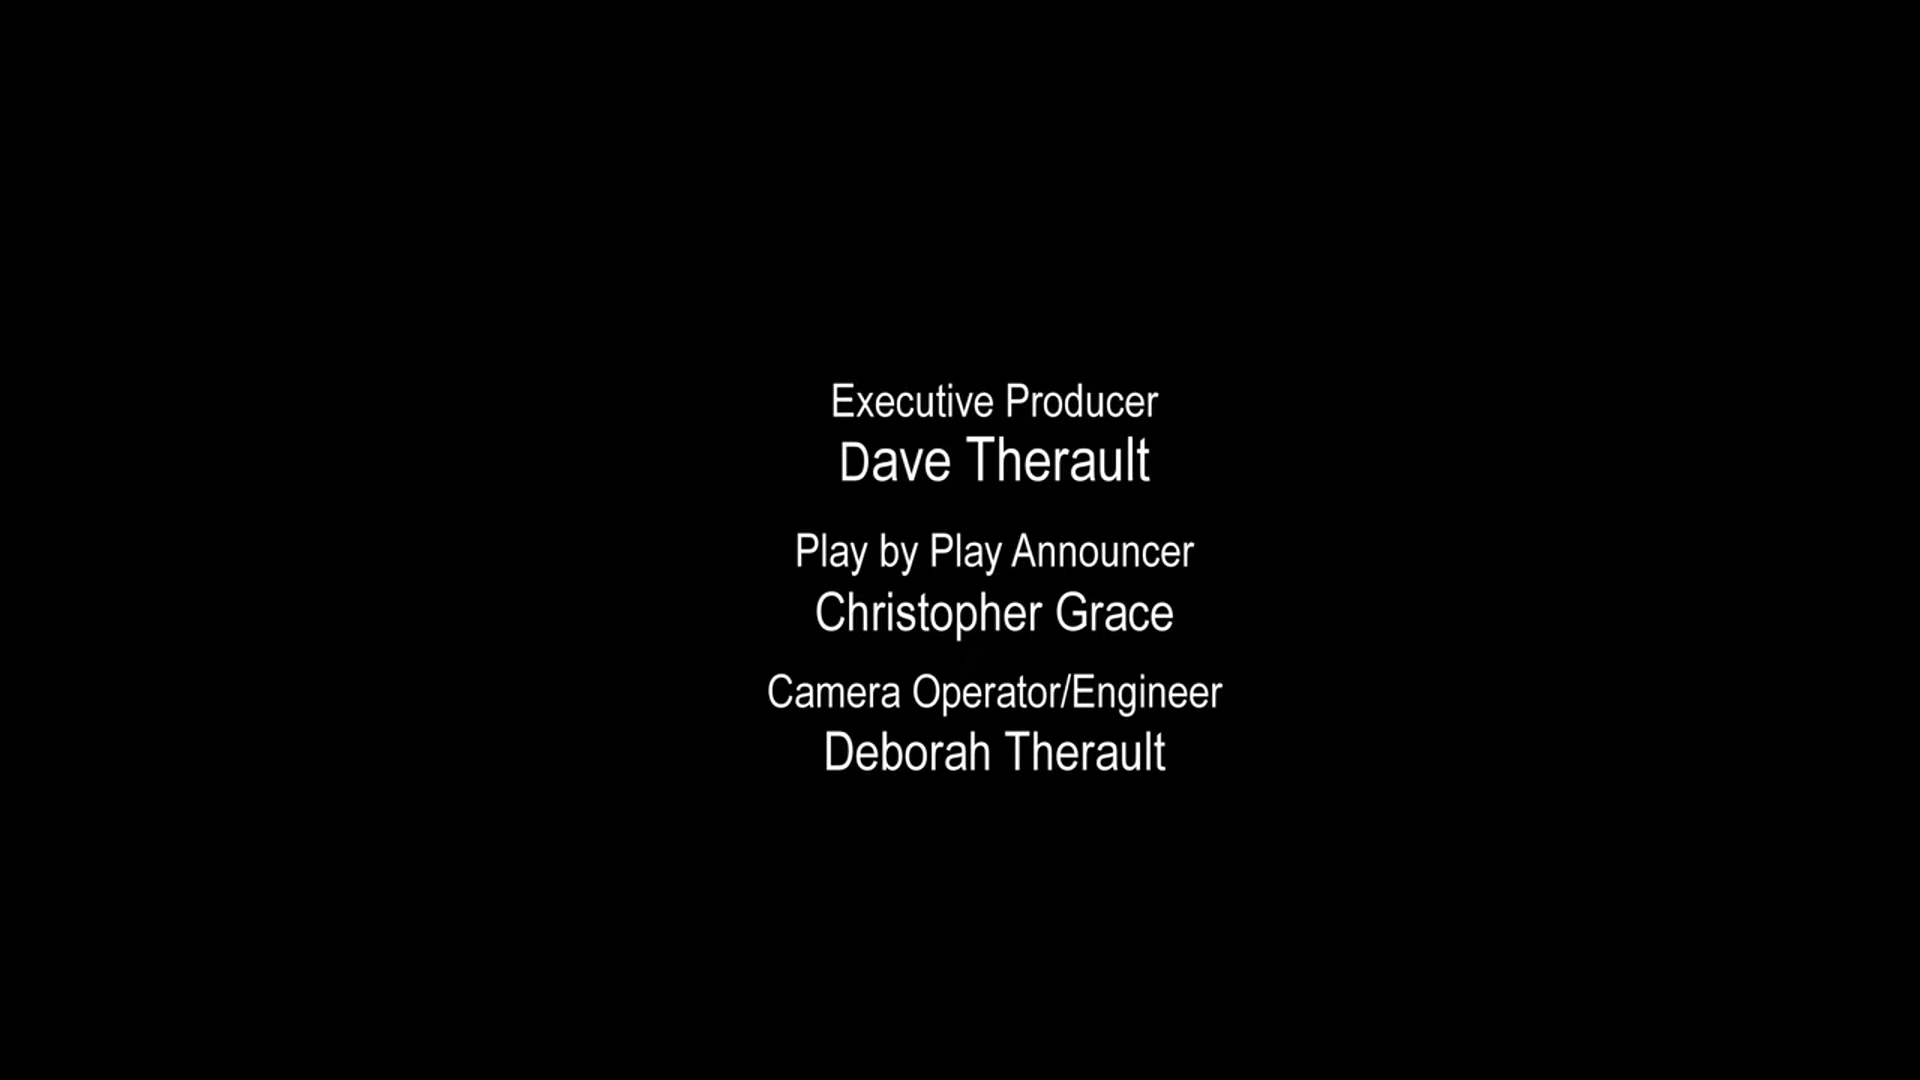 Executive Producer
Dave Therault
Play by Play Announcer
Christopher Grace
Camera Operator/Engineer
Deborah Therault